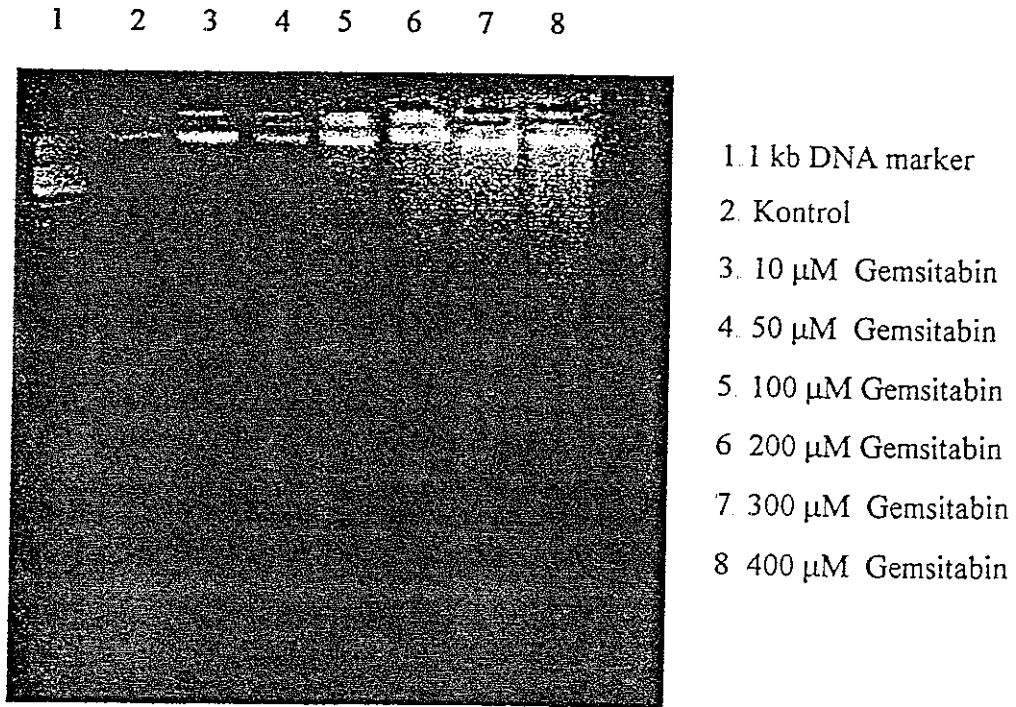 1 2 3 4 5 6 7 8
1. 1 kb DNA marker
2. Kontrol
3. 10 µM Gemsitabin
4. 50 µM Gemsitabin
5. 100 µM Gemsitabin
6 200 µM Gemsitabin
7. 300 µM Gemsitabin
8 400 µM Gemsitabin